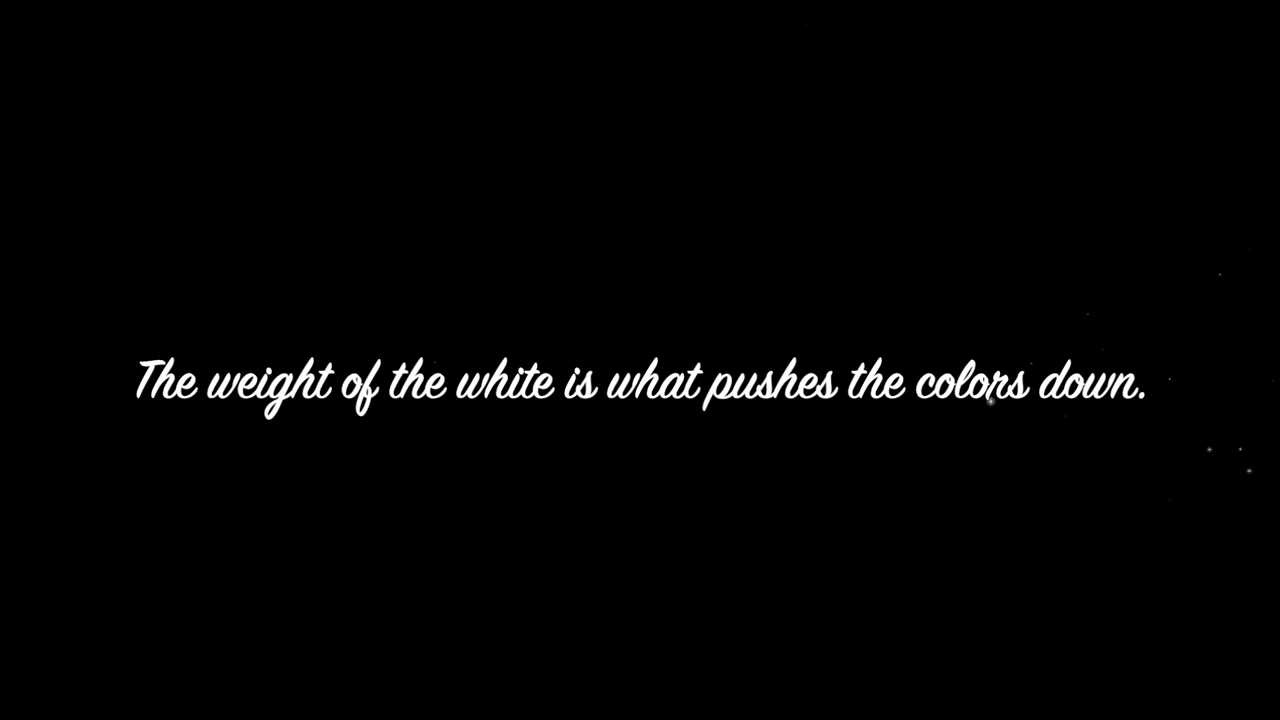 The weight of the white is what pushes the colors down.